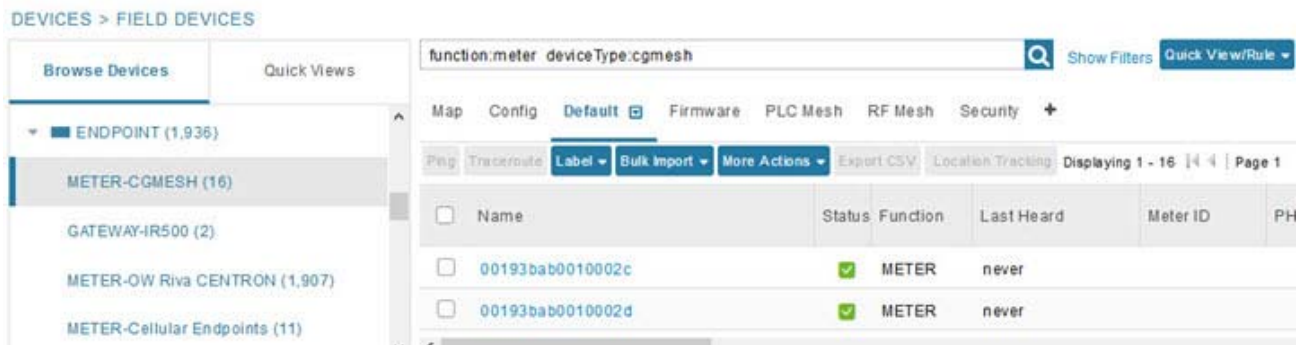 DEVICES > FIELD DEVICES
Browse Devices
Quick Views
ENDPOINT (1,936)
METER-CGMESH (16)
GATEWAY-IR500 (2)
METER-OW Riva CENTRON (1,907)
METER-Cellular Endpoints (11)
function:meter deviceType:cgmesh
Show Filters
Quick View/Rule
Map Config Default Firmware PLC Mesh RF Mesh Security +
Ping Traceroute Label Bulk Import More Actions Export CSV Location Tracking Displaying 1 - 16 Page 1
Name Status Function Last Heard Meter ID PH
00193bab0010002c METER never
00193bab0010002d METER never